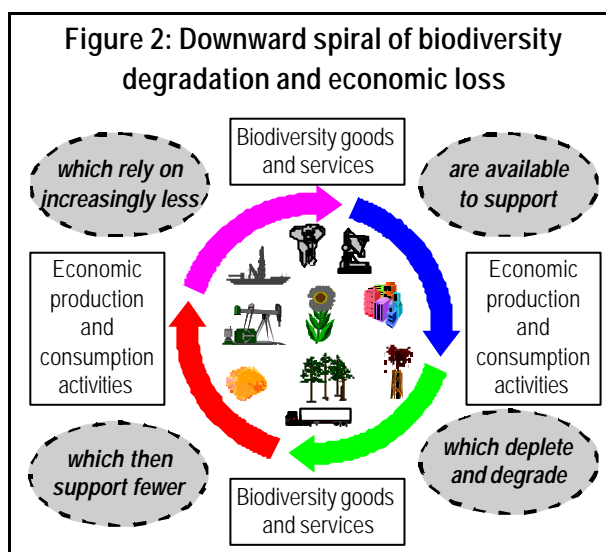 Figure 2: Downward spiral of biodiversity
degradation and economic loss
Biodiversity goods
and services
are available
to support
Economic
production
and
consumption
activities
which deplete
and degrade
Biodiversity goods
and services
which then
support fewer
Economic
production
and
consumption
activities
which rely on
increasingly less